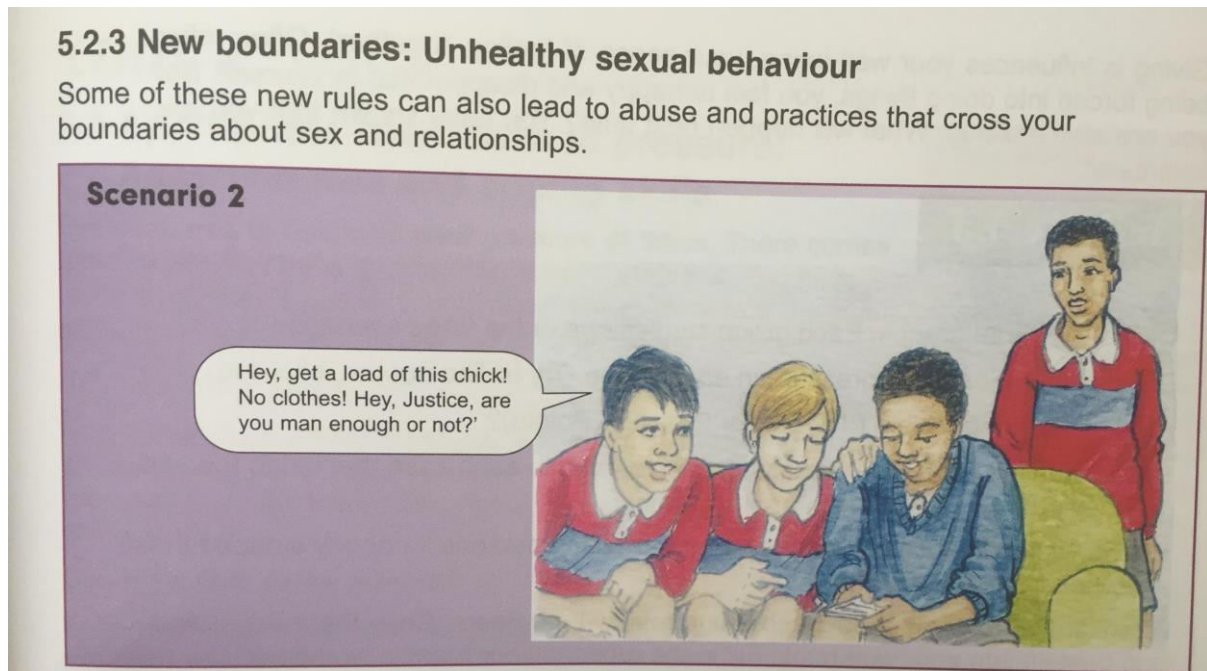 5.2.3 New boundaries: Unhealthy sexual behaviour
Some of these new rules can also lead to abuse and practices that cross your
boundaries about sex and relationships.
Scenario 2
Hey, get a load of this chick!
No clothes! Hey, Justice, are
you man enough or not?'